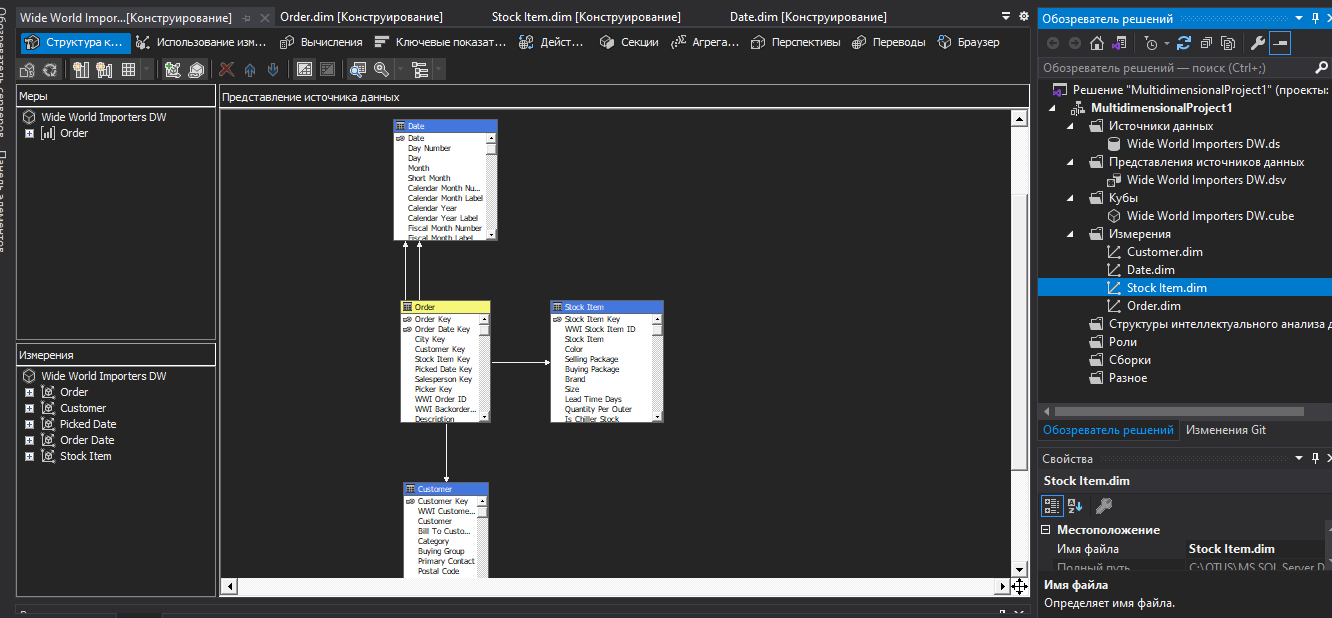 Wide World Impor...[Конструирование]
Order.dim [Конструирование]
Stock Item.dim [Конструирование]
Date.dim [Конструирование]
Структура к...
Использование изм...
Вычисления
Ключевые показат...
Дейст...
Секции
Агрега...
Перспективы
Переводы
Браузер
Меры
Wide World Importers DW
Order
Измерения
Wide World Importers DW
Order
Customer
Picked Date
Order Date
Stock Item
Представление источника данных
Date
Date
Day Number
Day
Month
Short Month
Calendar Month Nu...
Calendar Month Label
Calendar Year
Calendar Year Label
Fiscal Month Number
Fiscal Month Label
Order
Order Key
Order Date Key
City Key
Customer Key
Stock Item Key
Picked Date Key
Salesperson Key
Picker Key
WWI Order ID
WWI Backorder...
Description
Stock Item
Stock Item Key
WWI Stock Item ID
Stock Item
Color
Selling Package
Buying Package
Brand
Size
Lead Time Days
Quantity Per Outer
Is Chiller Stock
Customer
Customer Key
WWI Custome...
Customer
Bill To Custo...
Category
Buying Group
Primary Contact
Postal Code
Обозреватель решений
Обозреватель решений — поиск (Ctrl+;)
Решение "MultidimensionalProject1" (проекты:
MultidimensionalProject1
Источники данных
Wide World Importers DW.ds
Представления источников данных
Wide World Importers DW.dsv
Кубы
Wide World Importers DW.cube
Измерения
Customer.dim
Date.dim
Stock Item.dim
Order.dim
Структуры интеллектуального анализа д
Роли
Сборки
Разное
Обозреватель решений
Изменения Git
Свойства
Stock Item.dim
Местоположение
Имя файла
Stock Item.dim
Полный путь
C:\OTUS\MS SQL Server D
Имя файла
Определяет имя файла.